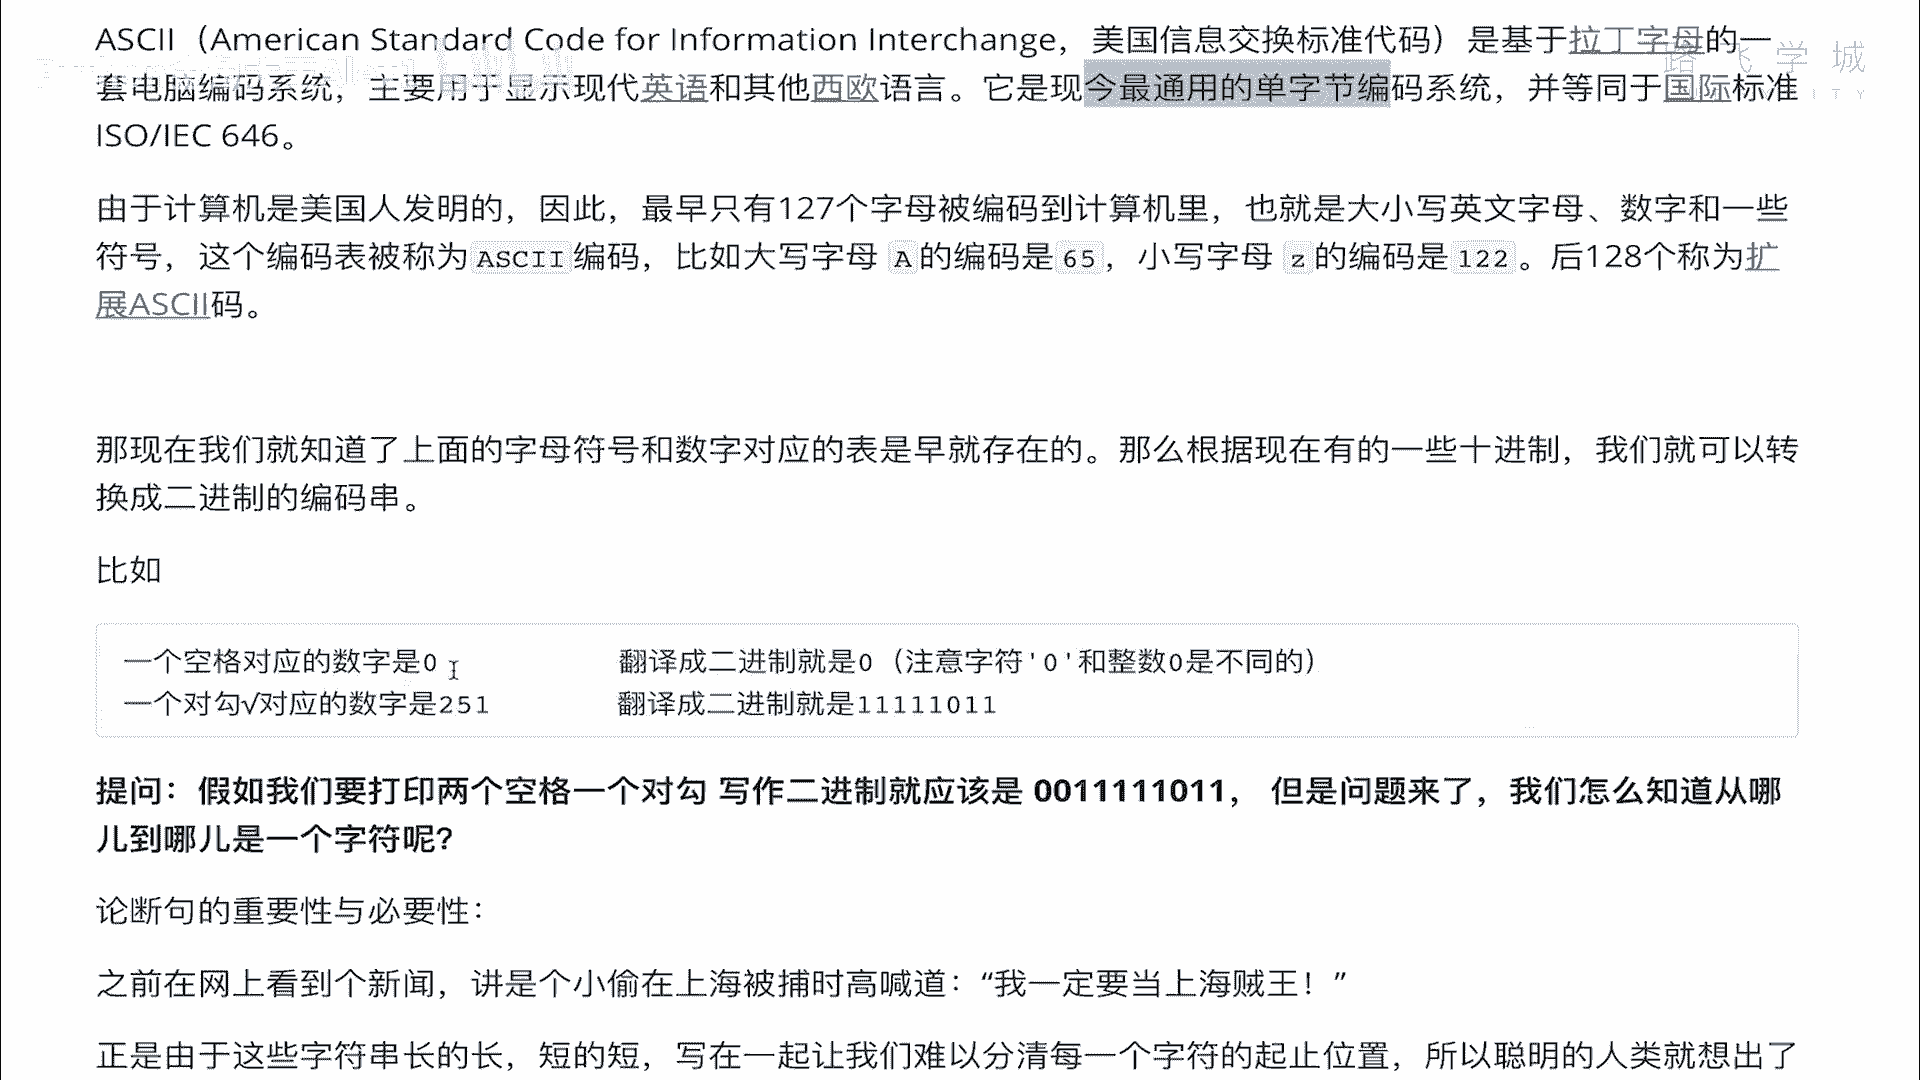 ASCII（American Standard Code for Information Interchange，美国信息交换标准代码）是基于拉丁字母的一
套电脑编码系统，主要用于显示现代英语和其他西欧语言。它是现今最通用的单字节编码系统，并等同于国际标准
ISO/IEC 646。
路飞学城
由于计算机是美国人发明的，因此，最早只有127个字母被编码到计算机里，也就是大小写英文字母、数字和一些
符号，这个编码表被称为ASCII编码，比如大写字母 A的编码是65，小写字母 z的编码是122。后128个称为扩
展ASCII码。
那现在我们就知道了上面的字母符号和数字对应的表是早就存在的。那么根据现在有的一些十进制，我们就可以转
换成二进制的编码串。
比如
一个空格对应的数字是0 翻译成二进制就是0（注意字符'0'和整数0是不同的）
一个对勾√对应的数字是251 翻译成二进制就是11111011
提问：假如我们要打印两个空格一个对勾 写作二进制就应该是 0011111011， 但是问题来了，我们怎么知道从哪
儿到哪儿是一个字符呢？
论断句的重要性与必要性：
之前在网上看到个新闻，讲是个小偷在上海被捕时高喊道：“我一定要当上海贼王！”
正是由于这些字符串长的长，短的短，写在一起让我们难以分清每一个字符的起止位置，所以聪明的人类就想出了